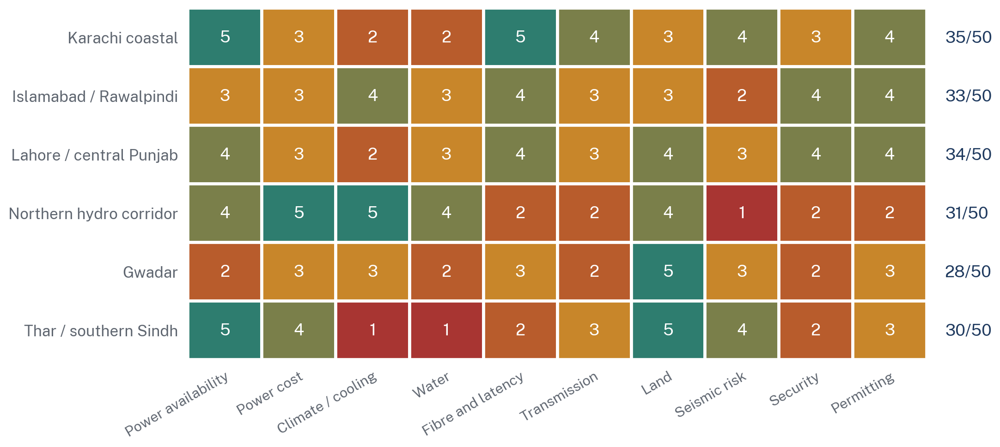 Karachi coastal 5 3 2 2 5 4 3 4 3 4 35/50
Islamabad / Rawalpindi 3 3 4 3 4 3 3 2 4 4 33/50
Lahore / central Punjab 4 3 2 3 4 3 4 3 4 4 34/50
Northern hydro corridor 4 5 5 4 2 2 4 1 2 2 31/50
Gwadar 2 3 3 2 3 2 5 3 2 3 28/50
Thar / southern Sindh 5 4 1 1 2 3 5 4 2 3 30/50
Power availability
Power cost
Climate / cooling
Water
Fibre and latency
Transmission
Land
Seismic risk
Security
Permitting